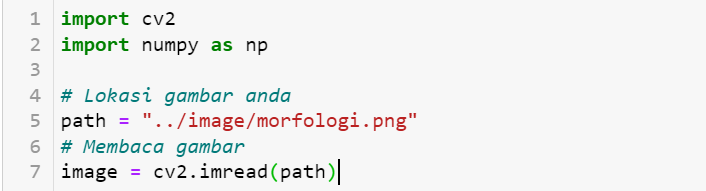 1 import cv2
2 import numpy as np
3
4 # Lokasi gambar anda
5 path = "../image/morfologi.png"
6 # Membaca gambar
7 image = cv2.imread(path)